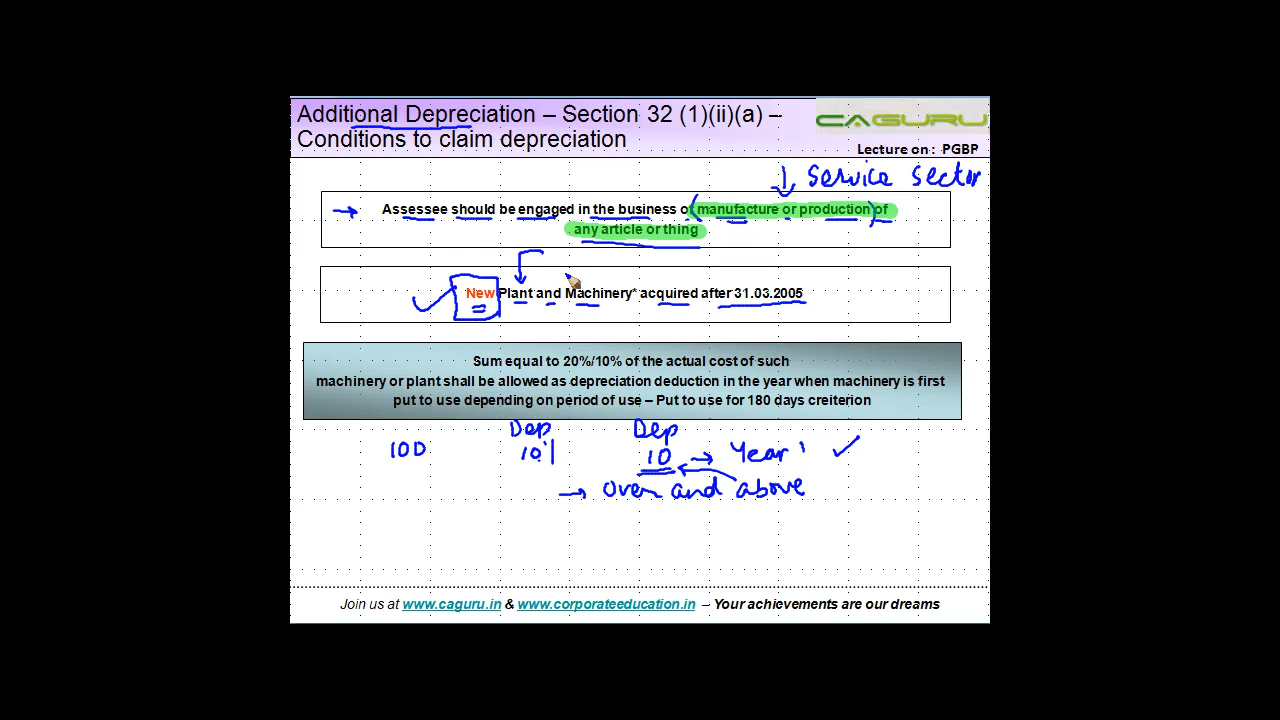 Additional Depreciation – Section 32 (1)(ii)(a) –
Conditions to claim depreciation
CAGURU
Lecture on : PGBP
↓ Service sector
→ Assessee should be engaged in the business of (manufacture or production) of
any article or thing
New Plant and Machinery* acquired after 31.03.2005
Sum equal to 20%/10% of the actual cost of such
machinery or plant shall be allowed as depreciation deduction in the year when machinery is first
put to use depending on period of use – Put to use for 180 days creiterion
Dep Dep
100 10% 10 → Year 1 ✓
→ Over and above
Join us at www.caguru.in & www.corporateeducation.in – Your achievements are our dreams